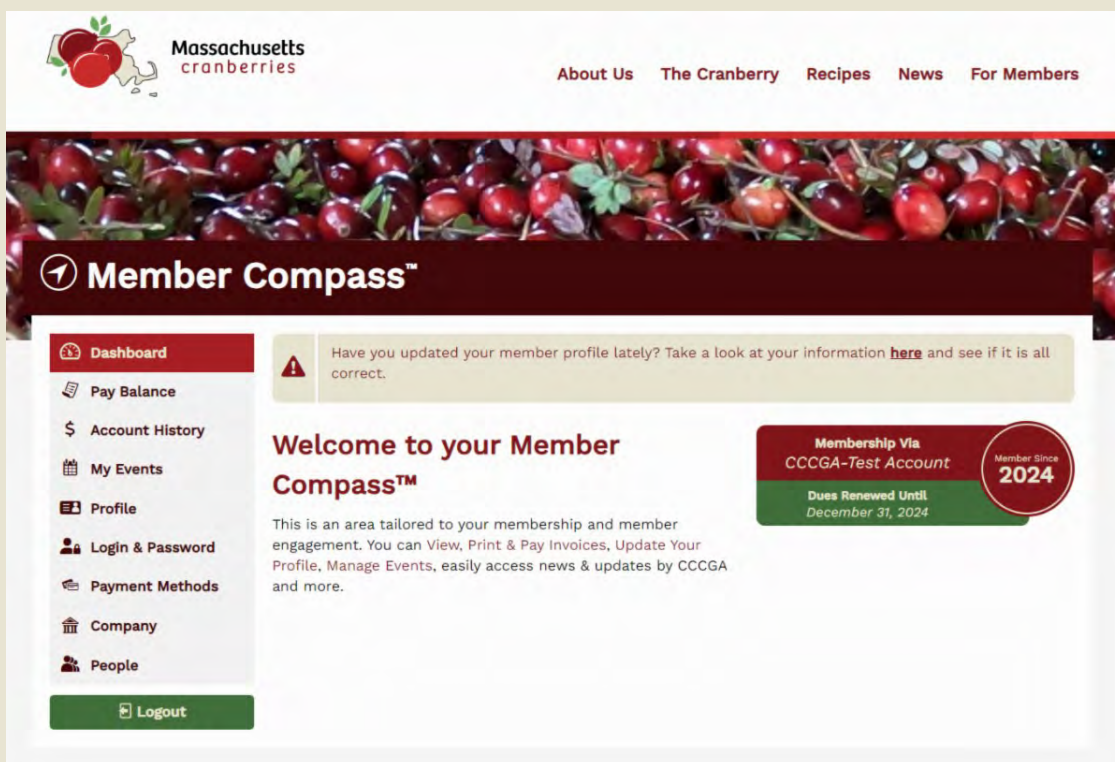 Massachusetts
cranberries
About Us The Cranberry Recipes News For Members
Member Compass™
Dashboard
Pay Balance
Account History
My Events
Profile
Login & Password
Payment Methods
Company
People
Logout
Have you updated your member profile lately? Take a look at your information here and see if it is all
correct.
Welcome to your Member
Compass™
This is an area tailored to your membership and member
engagement. You can View, Print & Pay Invoices, Update Your
Profile, Manage Events, easily access news & updates by CCCGA
and more.
Membership Via
CCCGA-Test Account
Dues Renewed Until
December 31, 2024
Member Since
2024